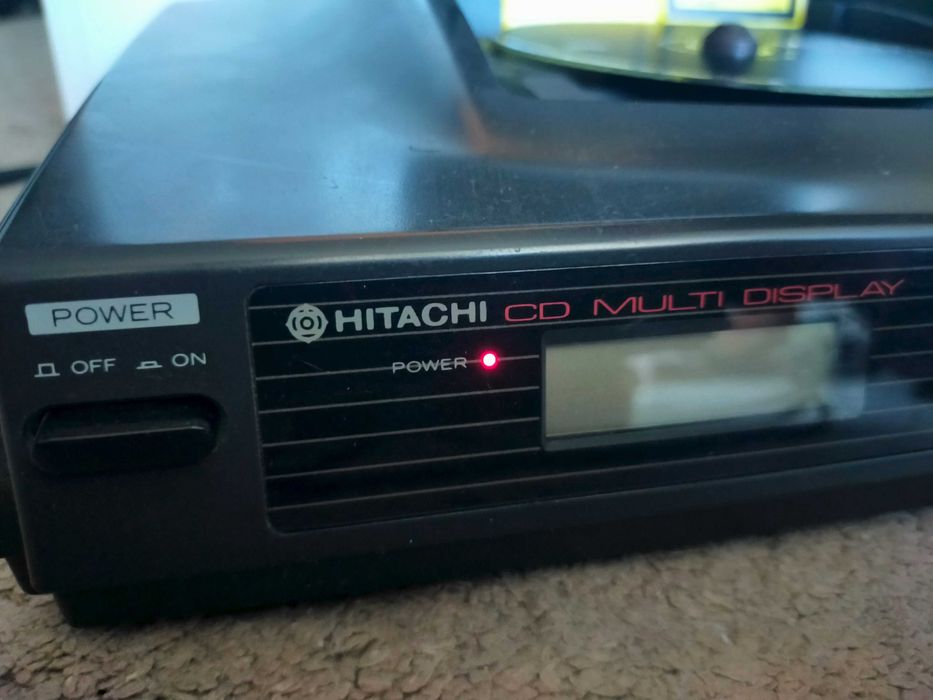 POWER
OFF ON
HITACHI CD MULTI DISPLAY
POWER